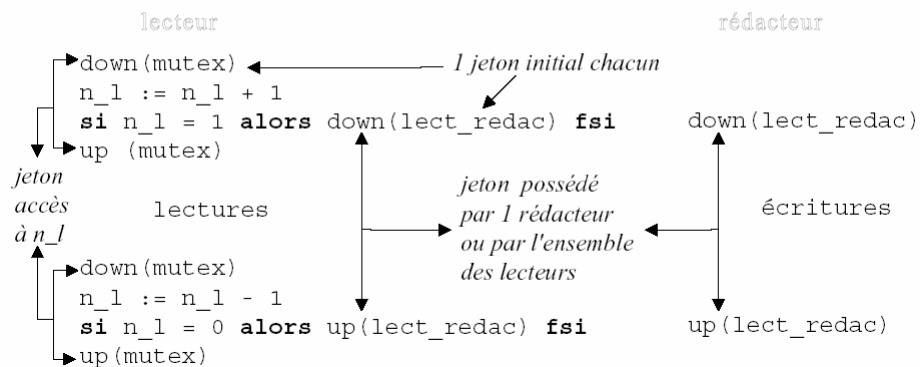 lecteur
rédacteur
down(mutex)
1 jeton initial chacun
n_l := n_l + 1
si n_l = 1 alors down(lect_redac) fsi
down(lect_redac)
up (mutex)
jeton
accès
à n_l
lectures
jeton possédé
par 1 rédacteur
ou par l'ensemble
des lecteurs
écritures
down(mutex)
n_l := n_l - 1
si n_l = 0 alors up(lect_redac) fsi
up(lect_redac)
up(mutex)